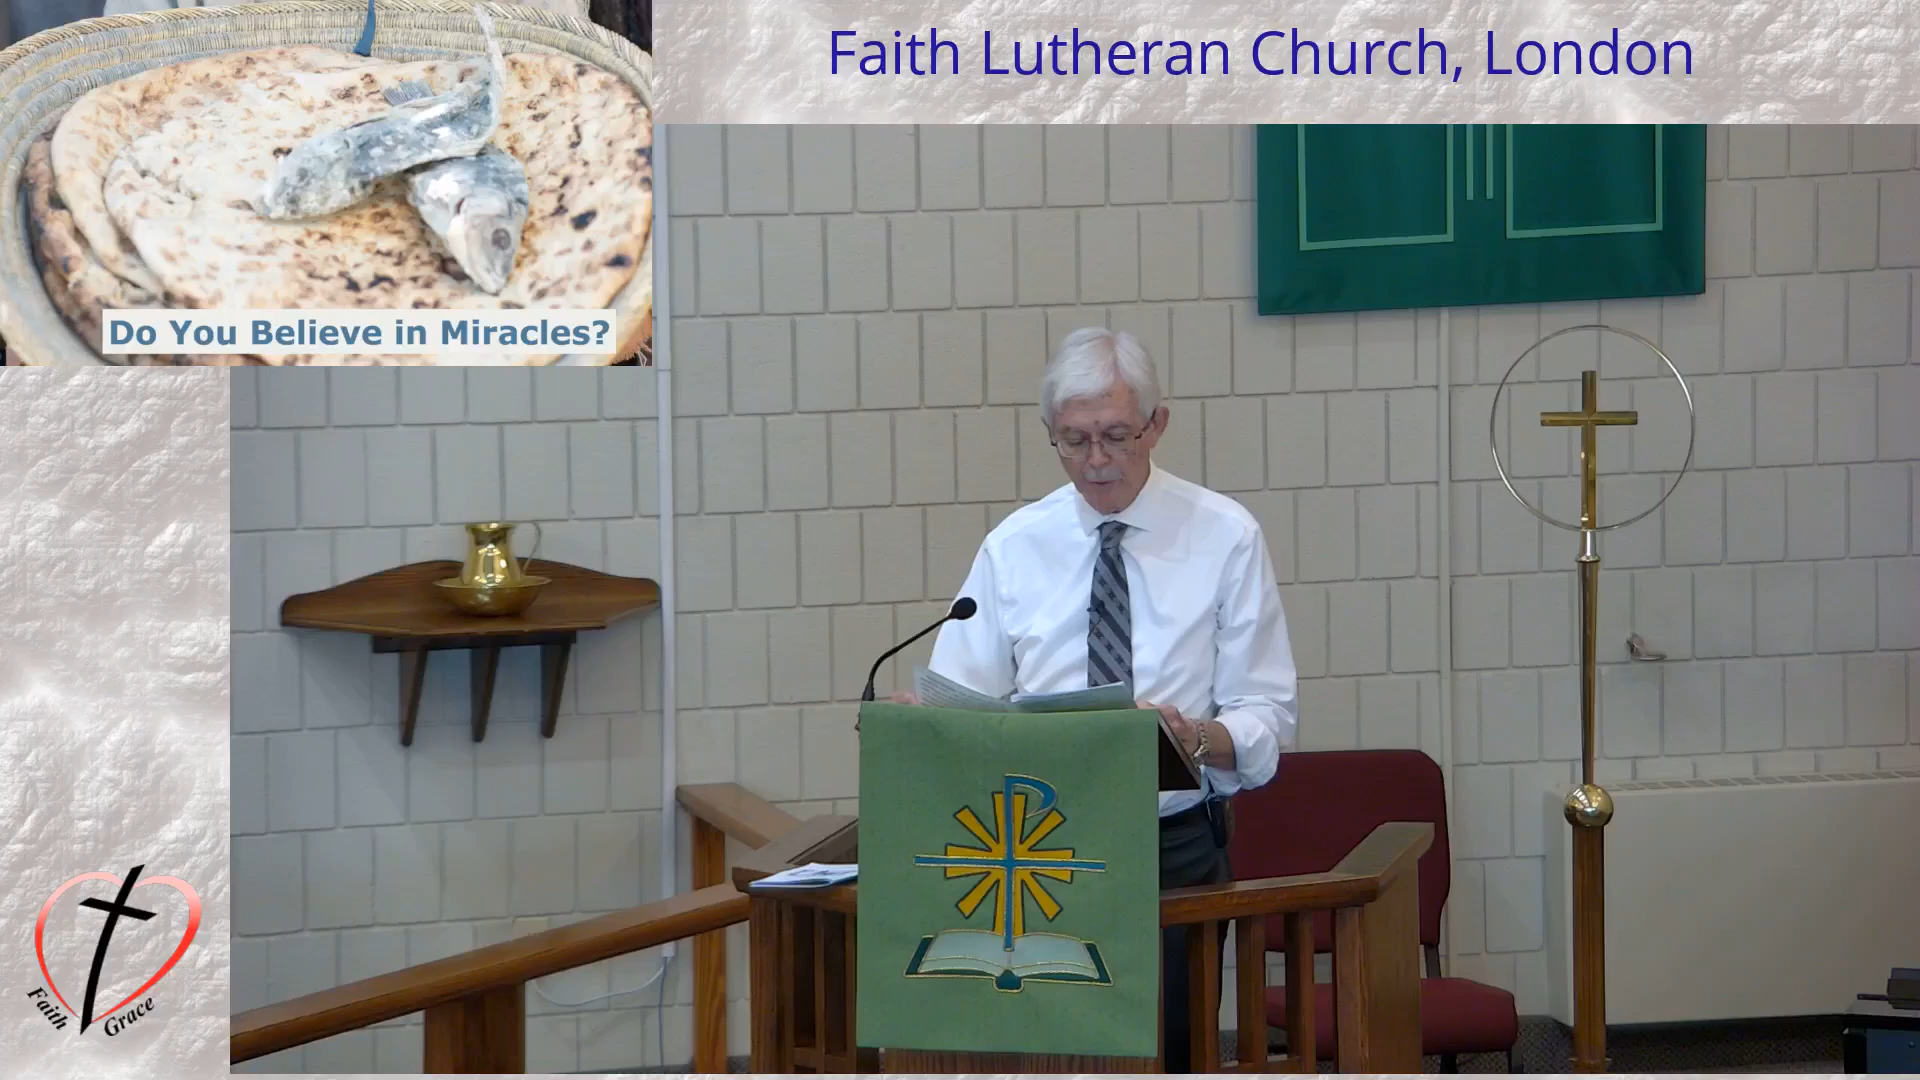 Faith Lutheran Church, London
Do You Believe in Miracles?
Faith
Grace